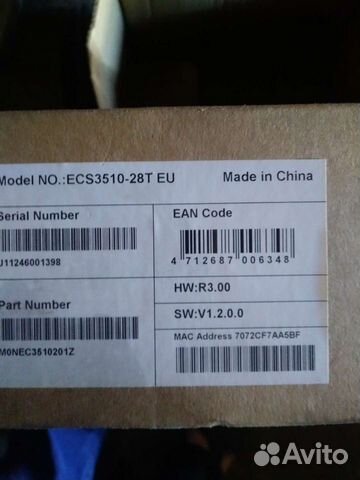 Model NO.:ECS3510-28T EU
Made in China
Serial Number
J11246001398
EAN Code
4 712687 006348
HW:R3.00
SW:V1.2.0.0
Part Number
M0NEC3510201Z
MAC Address 7072CF7AA5BF
Avito